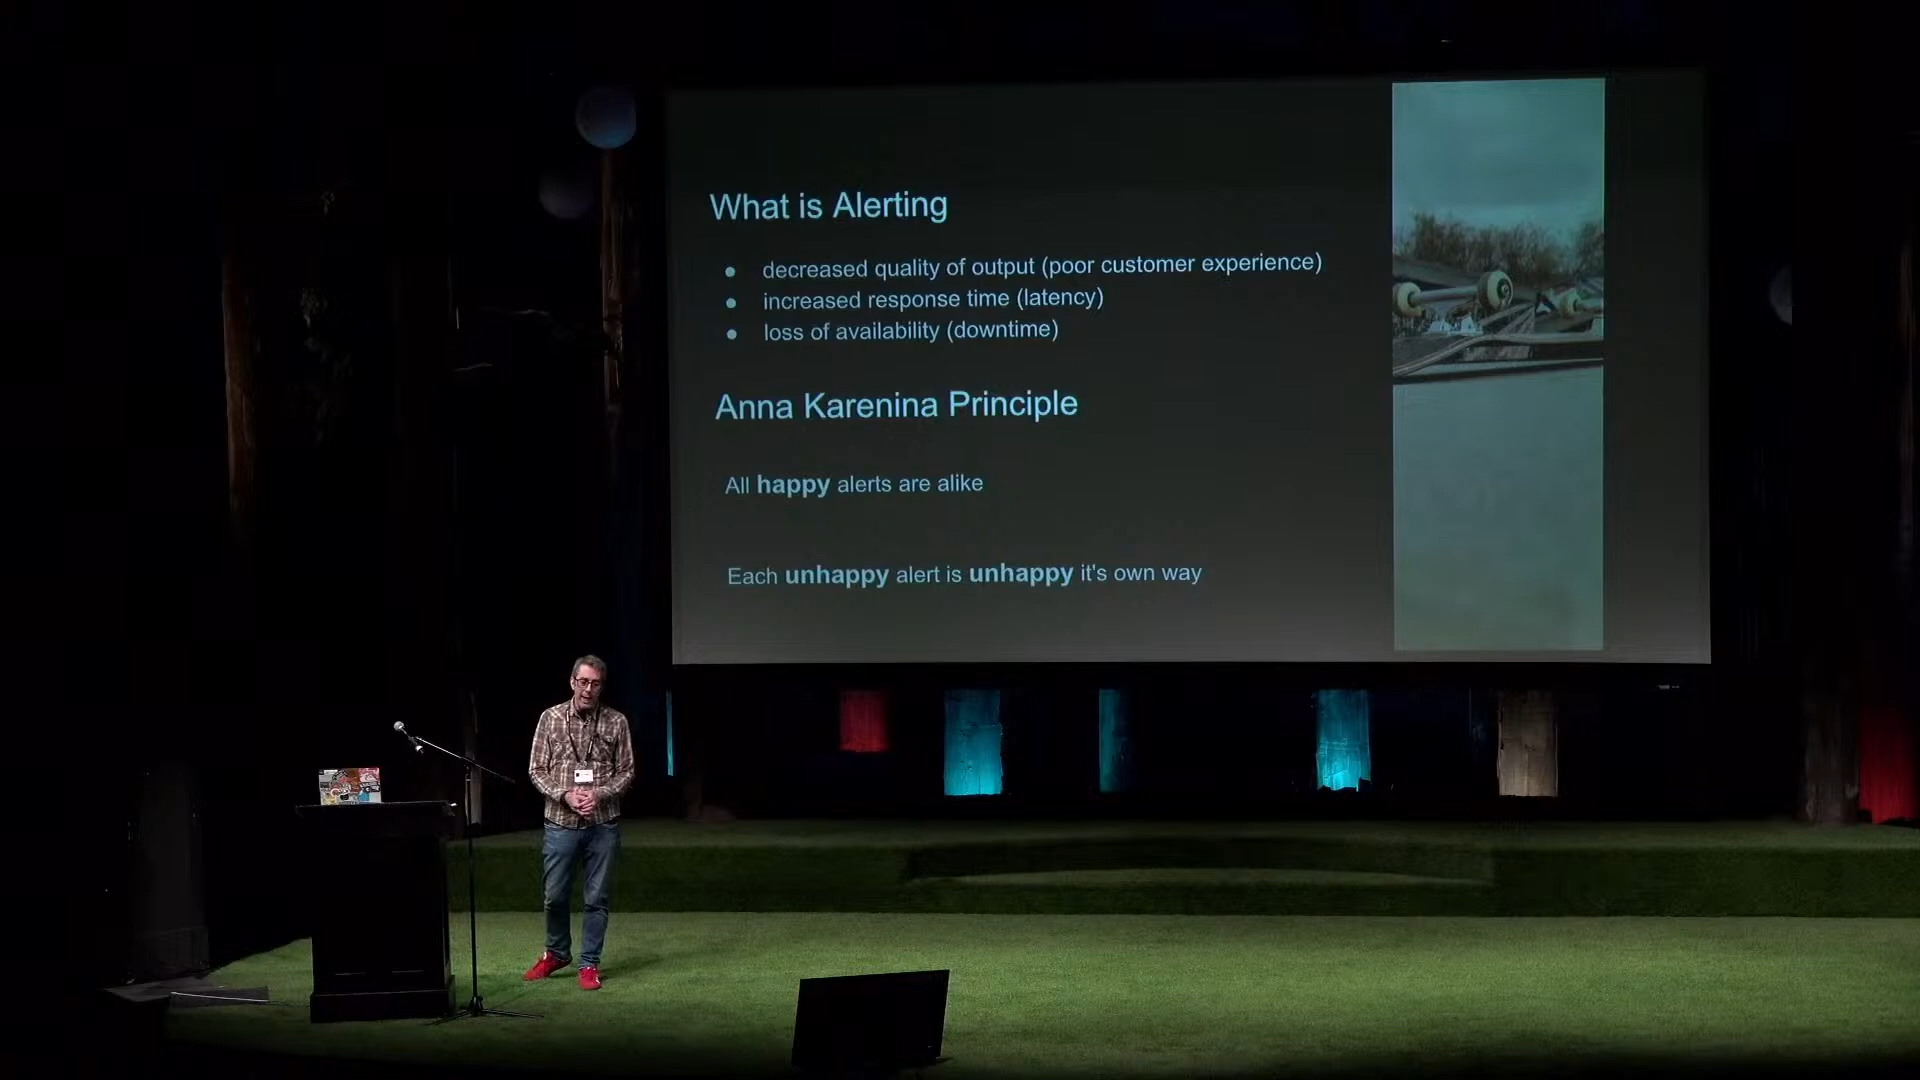 What is Alerting
● decreased quality of output (poor customer experience)
● increased response time (latency)
● loss of availability (downtime)
Anna Karenina Principle
All happy alerts are alike
Each unhappy alert is unhappy it's own way